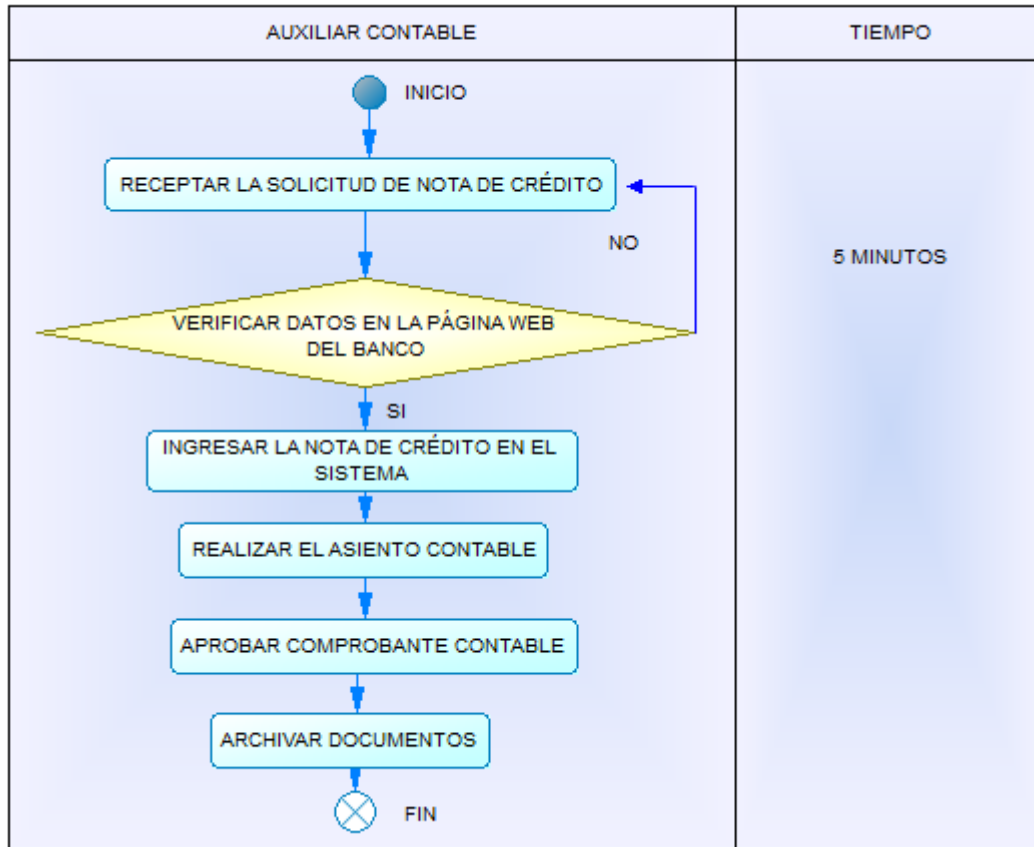 AUXILIAR CONTABLE
TIEMPO
INICIO
RECEPTAR LA SOLICITUD DE NOTA DE CRÉDITO
NO
5 MINUTOS
VERIFICAR DATOS EN LA PÁGINA WEB
DEL BANCO
SI
INGRESAR LA NOTA DE CRÉDITO EN EL
SISTEMA
REALIZAR EL ASIENTO CONTABLE
APROBAR COMPROBANTE CONTABLE
ARCHIVAR DOCUMENTOS
FIN